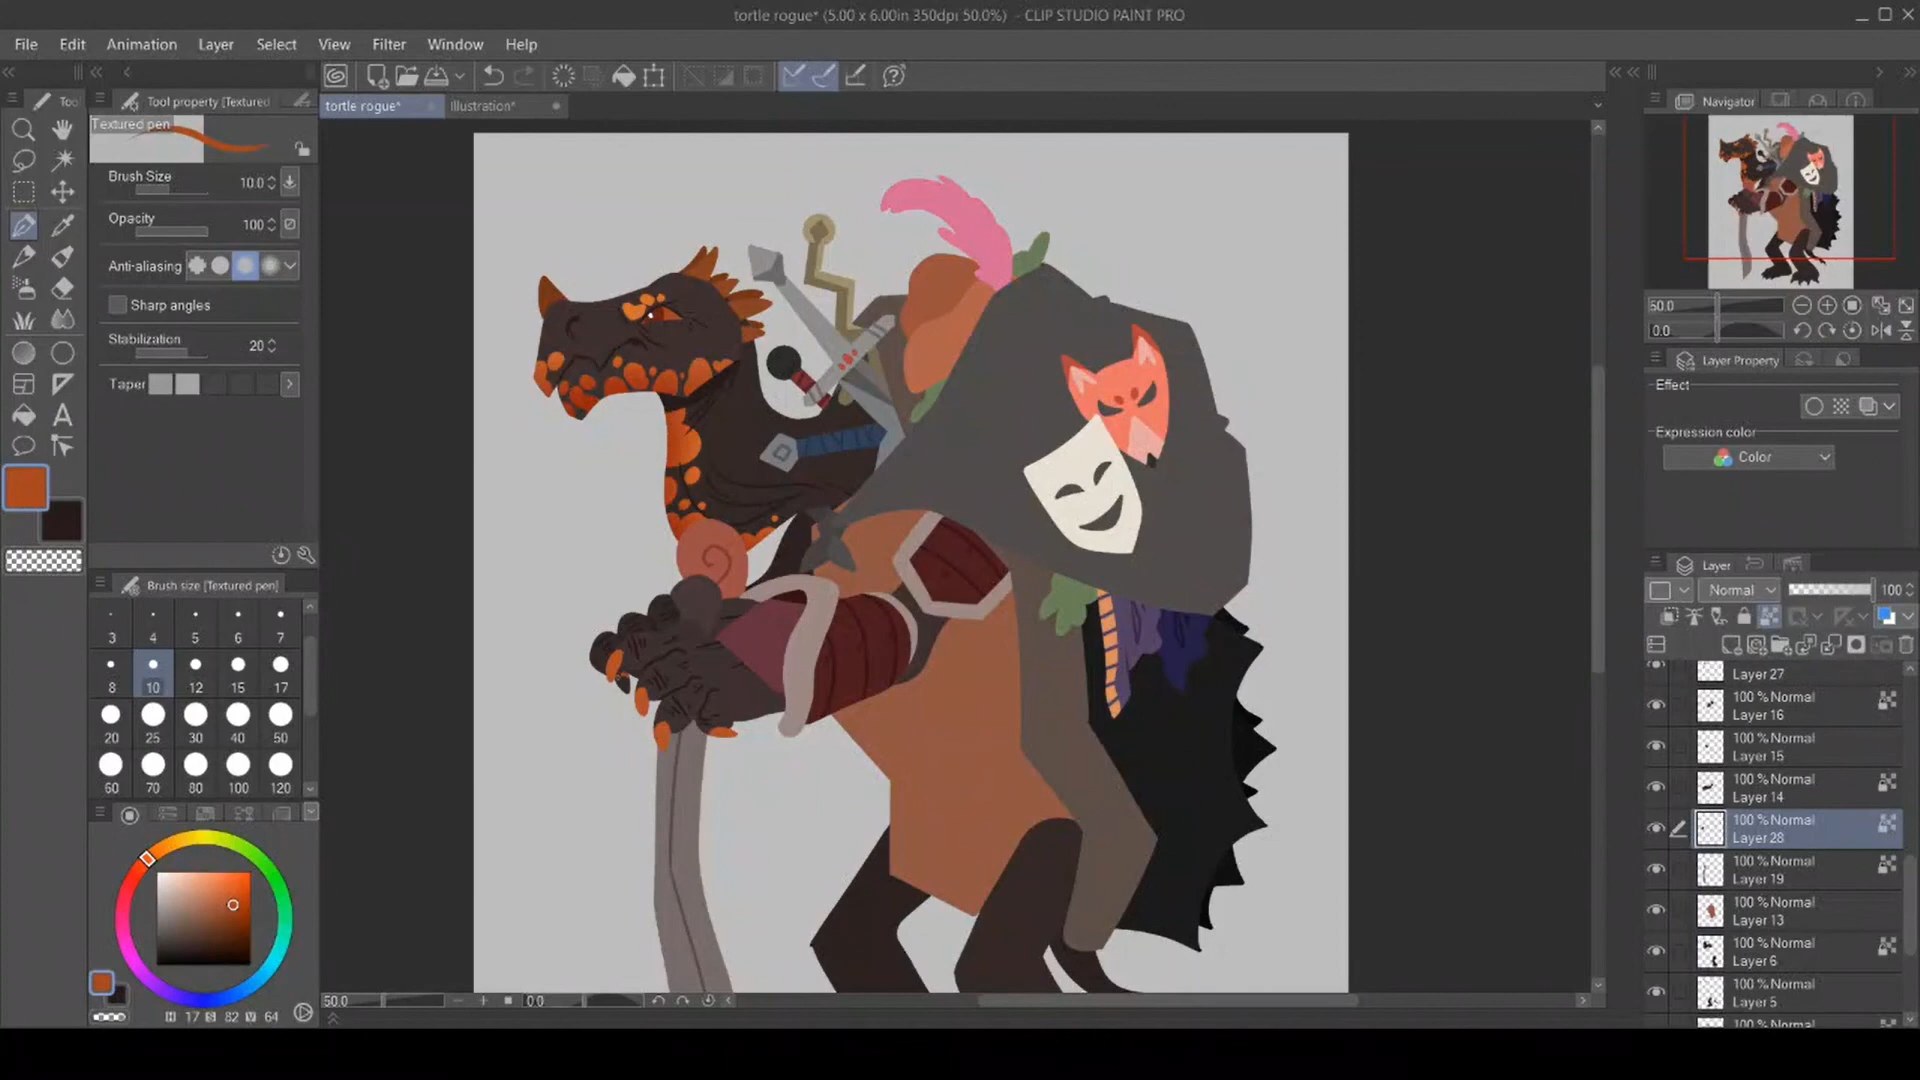 tortle rogue* (5.00 x 6.00in 350dpi 50.0%) - CLIP STUDIO PAINT PRO
File Edit Animation Layer Select View Filter Window Help
Too
Tool property [Textured
tortle rogue*
illustration*
Navigator
Textured pen
Brush Size 10.0
Opacity 100
Anti-aliasing
Sharp angles
Stabilization 20
Taper
50.0
0.0
Layer Property
Effect
Expression color
Color
Brush size [Textured pen]
3 4 5 6 7
8 10 12 15 17
20 25 30 40 50
60 70 80 100 120
H 17 S 82 V 64
50.0
0.0
Layer
Normal 100
Layer 27
100 % Normal
Layer 16
100 % Normal
Layer 15
100 % Normal
Layer 14
100 % Normal
Layer 28
100 % Normal
Layer 19
100 % Normal
Layer 13
100 % Normal
Layer 6
100 % Normal
Layer 5
100 % Normal